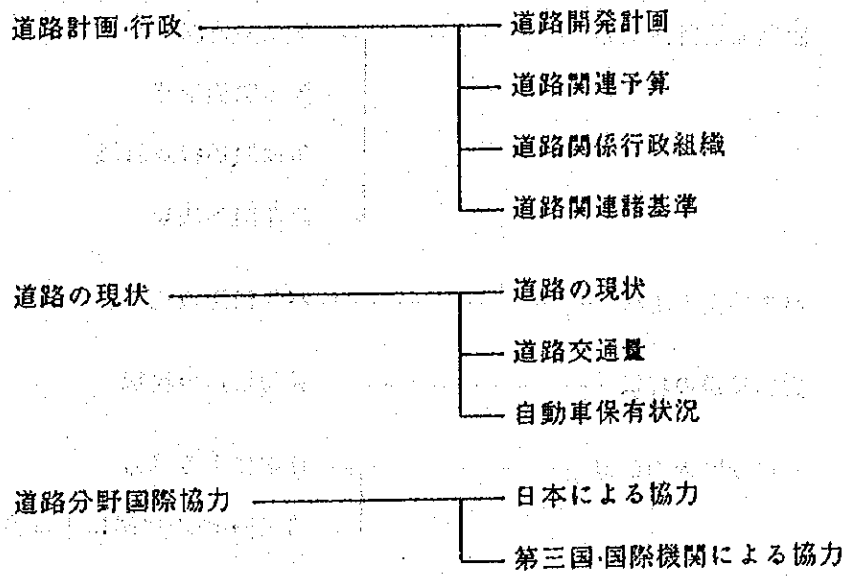 道路計画·行政 道路開発計画
道路関連予算
道路関係行政組織
道路関連諸基準
道路の現状 道路の現状
道路交通量
自動車保有状況
道路分野国際協力 日本による協力
第三国·国際機関による協力